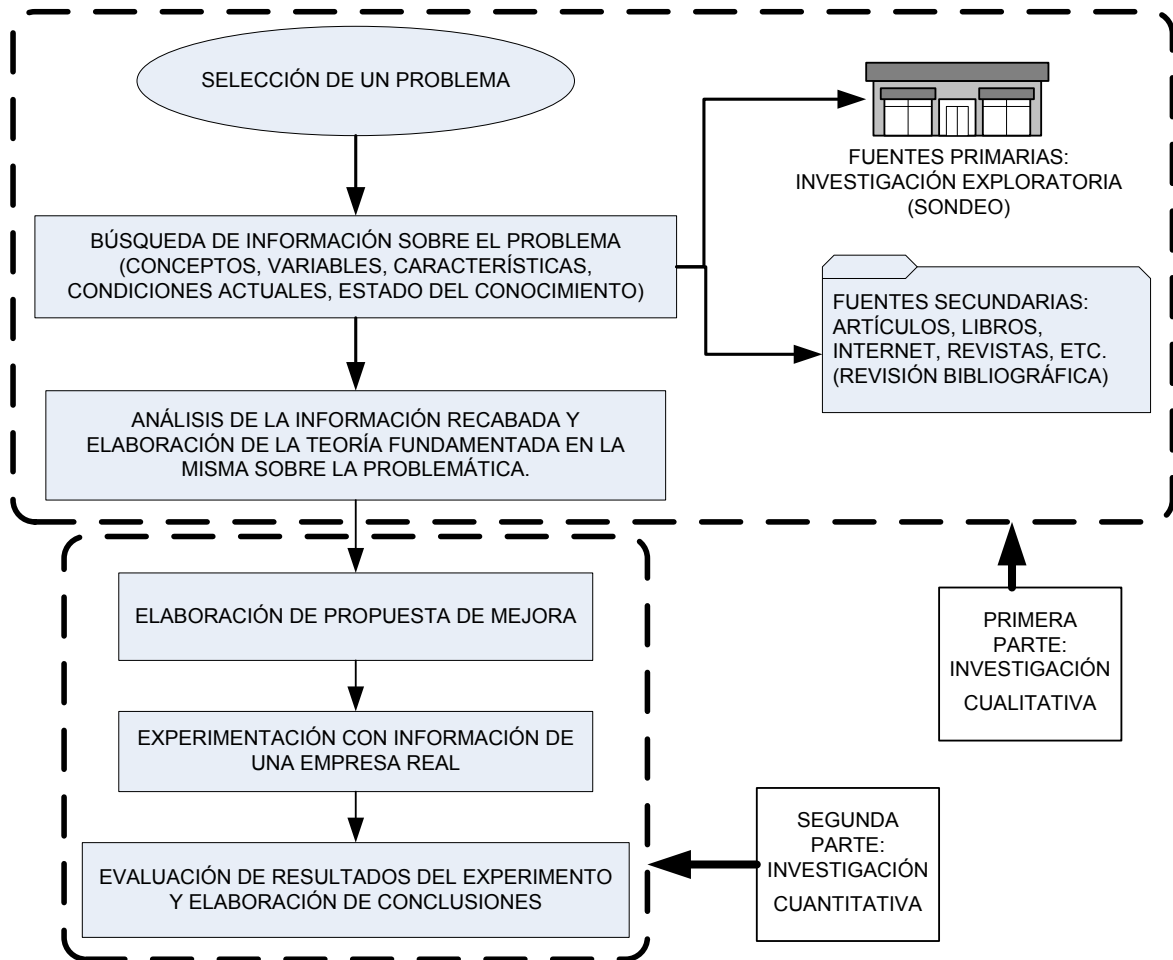 SELECCIÓN DE UN PROBLEMA
BÚSQUEDA DE INFORMACIÓN SOBRE EL PROBLEMA
(CONCEPTOS, VARIABLES, CARACTERÍSTICAS,
CONDICIONES ACTUALES, ESTADO DEL CONOCIMIENTO)
FUENTES PRIMARIAS:
INVESTIGACIÓN EXPLORATORIA
(SONDEO)
FUENTES SECUNDARIAS:
ARTÍCULOS, LIBROS,
INTERNET, REVISTAS, ETC.
(REVISIÓN BIBLIOGRÁFICA)
ANÁLISIS DE LA INFORMACIÓN RECABADA Y
ELABORACIÓN DE LA TEORÍA FUNDAMENTADA EN LA
MISMA SOBRE LA PROBLEMÁTICA.
ELABORACIÓN DE PROPUESTA DE MEJORA
EXPERIMENTACIÓN CON INFORMACIÓN DE
UNA EMPRESA REAL
EVALUACIÓN DE RESULTADOS DEL EXPERIMENTO
Y ELABORACIÓN DE CONCLUSIONES
PRIMERA
PARTE:
INVESTIGACIÓN
CUALITATIVA
SEGUNDA
PARTE:
INVESTIGACIÓN
CUANTITATIVA